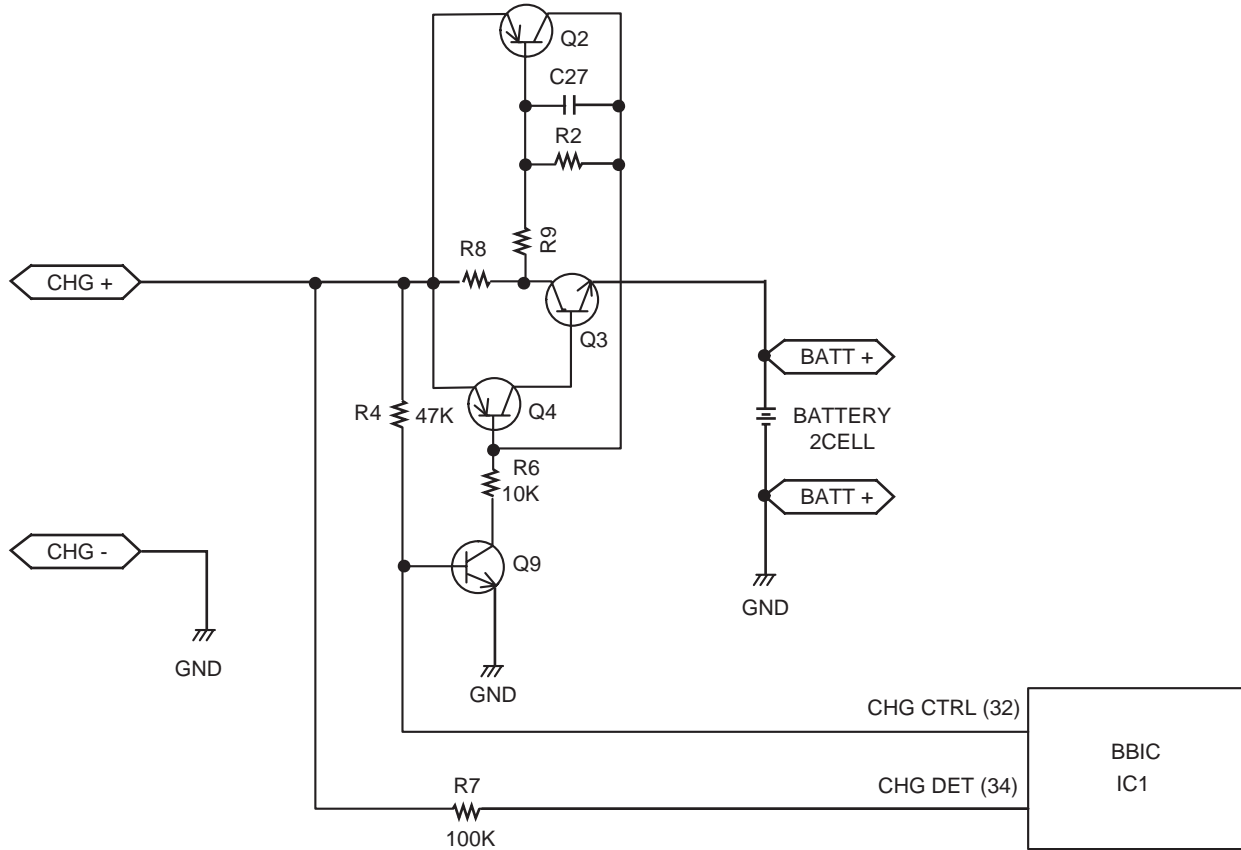 Q2
C27
R2
R9
R8
CHG +
Q3
BATT +
R4 47K
Q4
BATTERY
2CELL
R6
10K
BATT +
CHG -
Q9
GND
GND
GND
CHG CTRL (32)
BBIC
IC1
CHG DET (34)
R7
100K